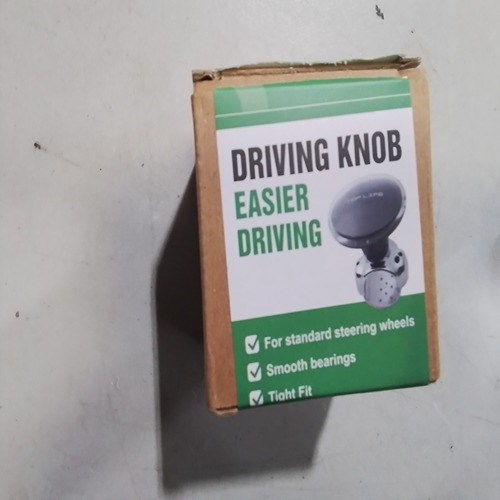 DRIVING KNOB
EASIER
DRIVING
For standard steering wheels
Smooth bearings
Tight Fit